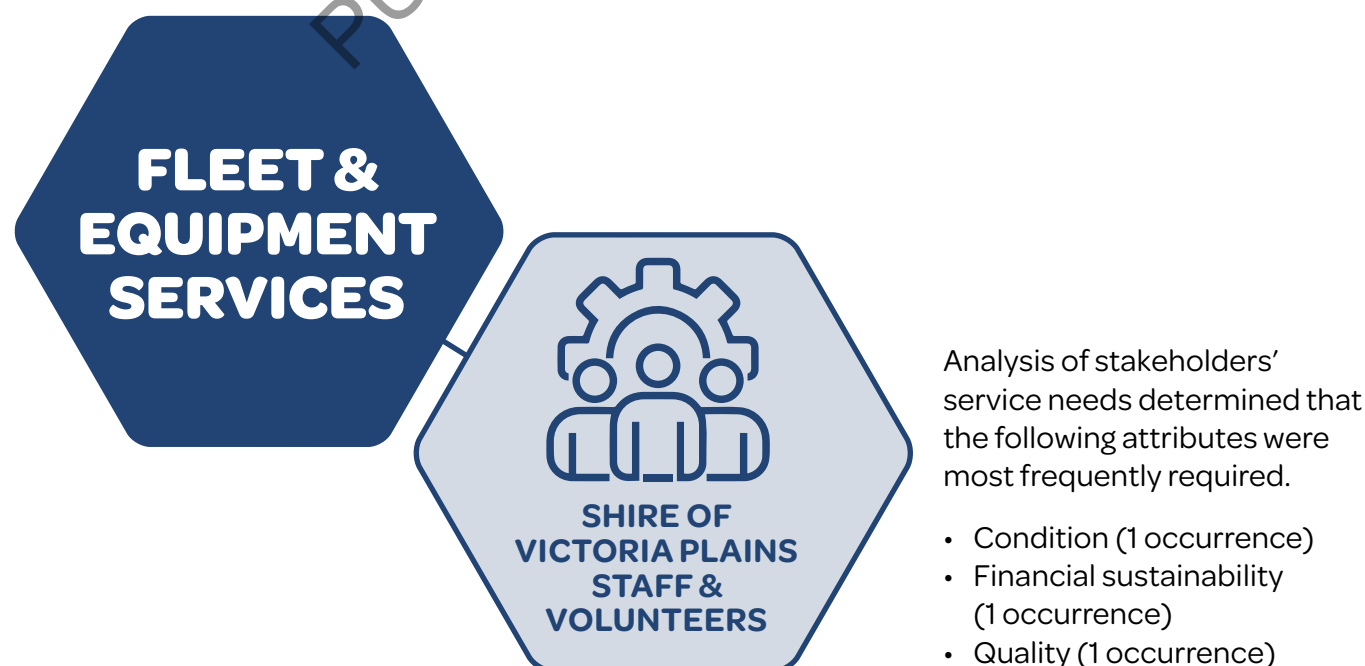 FLEET &
EQUIPMENT
SERVICES
SHIRE OF
VICTORIA PLAINS
STAFF &
VOLUNTEERS
Analysis of stakeholders’
service needs determined that
the following attributes were
most frequently required.
• Condition (1 occurrence)
• Financial sustainability
(1 occurrence)
• Quality (1 occurrence)